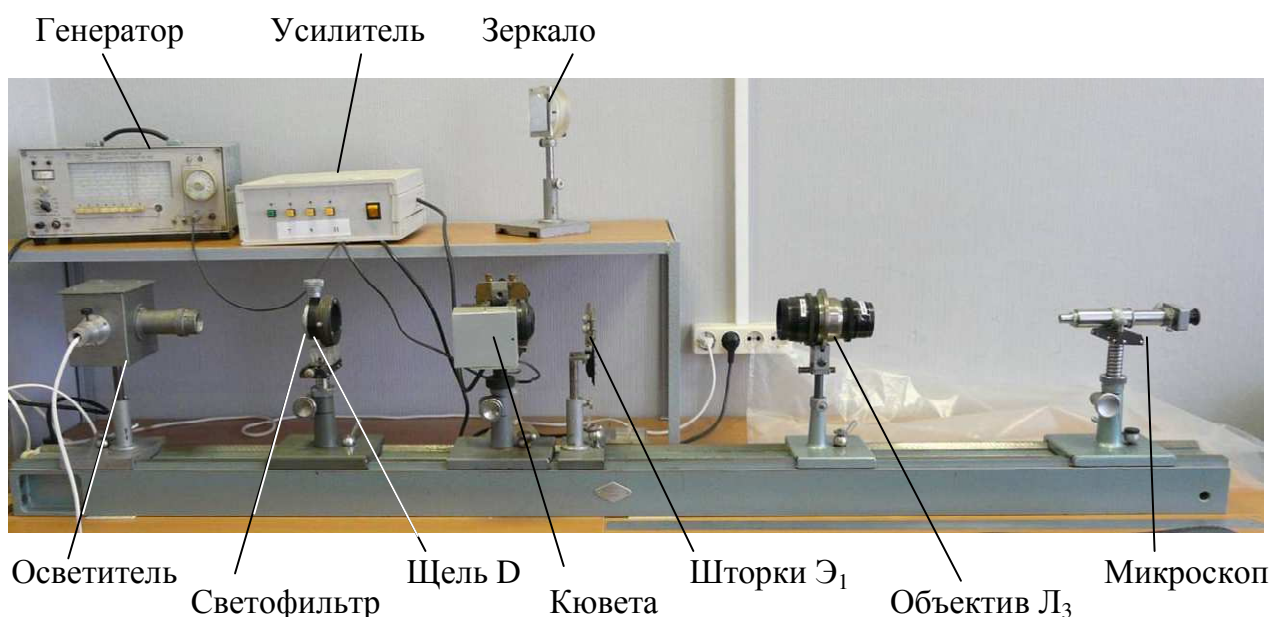 Генератор Усилитель Зеркало
Осветитель Щель D Шторки Э₁ Микроскоп
Светофильтр Кювета Объектив Л₃